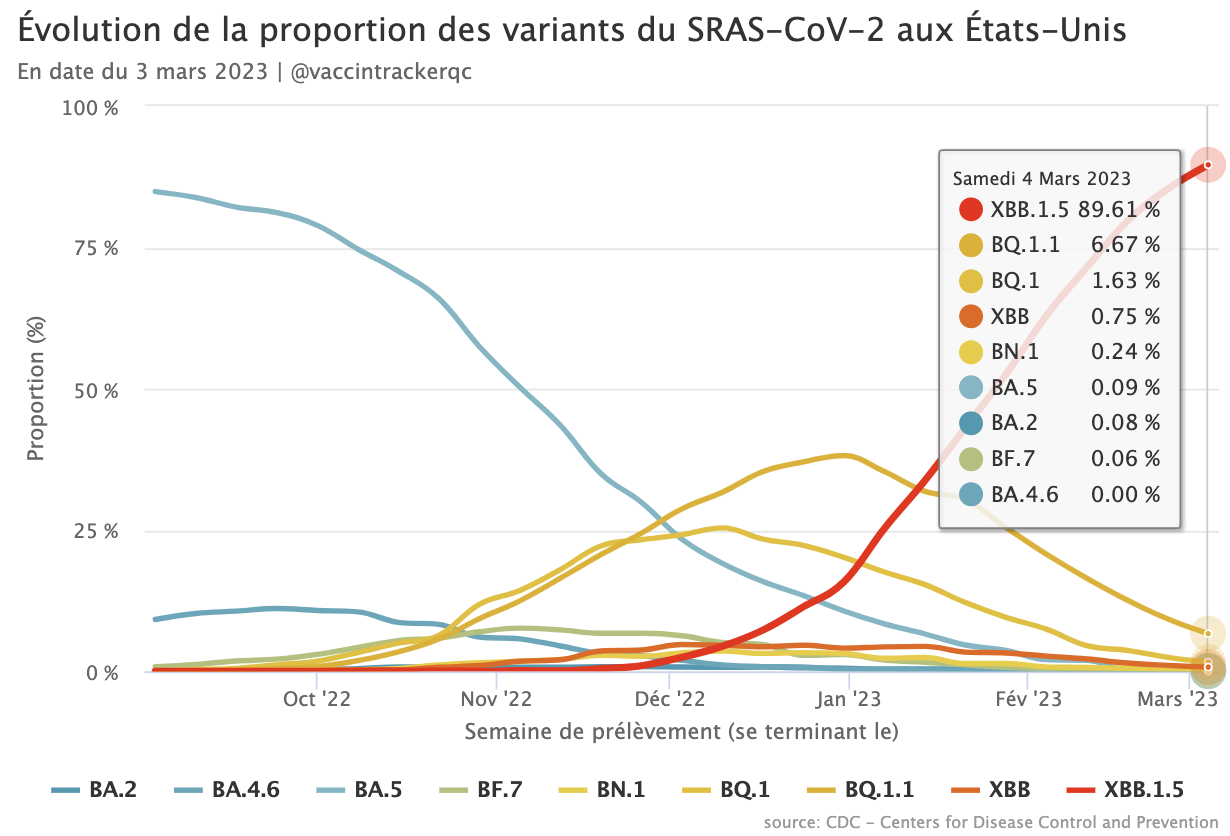 Évolution de la proportion des variants du SRAS-CoV-2 aux États-Unis
En date du 3 mars 2023 | @vaccintrackerqc
100 %
75 %
50 %
25 %
0 %
Proportion (%)
Samedi 4 Mars 2023
XBB.1.5 89.61 %
BQ.1.1 6.67 %
BQ.1 1.63 %
XBB 0.75 %
BN.1 0.24 %
BA.5 0.09 %
BA.2 0.08 %
BF.7 0.06 %
BA.4.6 0.00 %
Oct '22 Nov '22 Déc '22 Jan '23 Fév '23 Mars '23
Semaine de prélèvement (se terminant le)
BA.2 BA.4.6 BA.5 BF.7 BN.1 BQ.1 BQ.1.1 XBB XBB.1.5
source: CDC - Centers for Disease Control and Prevention